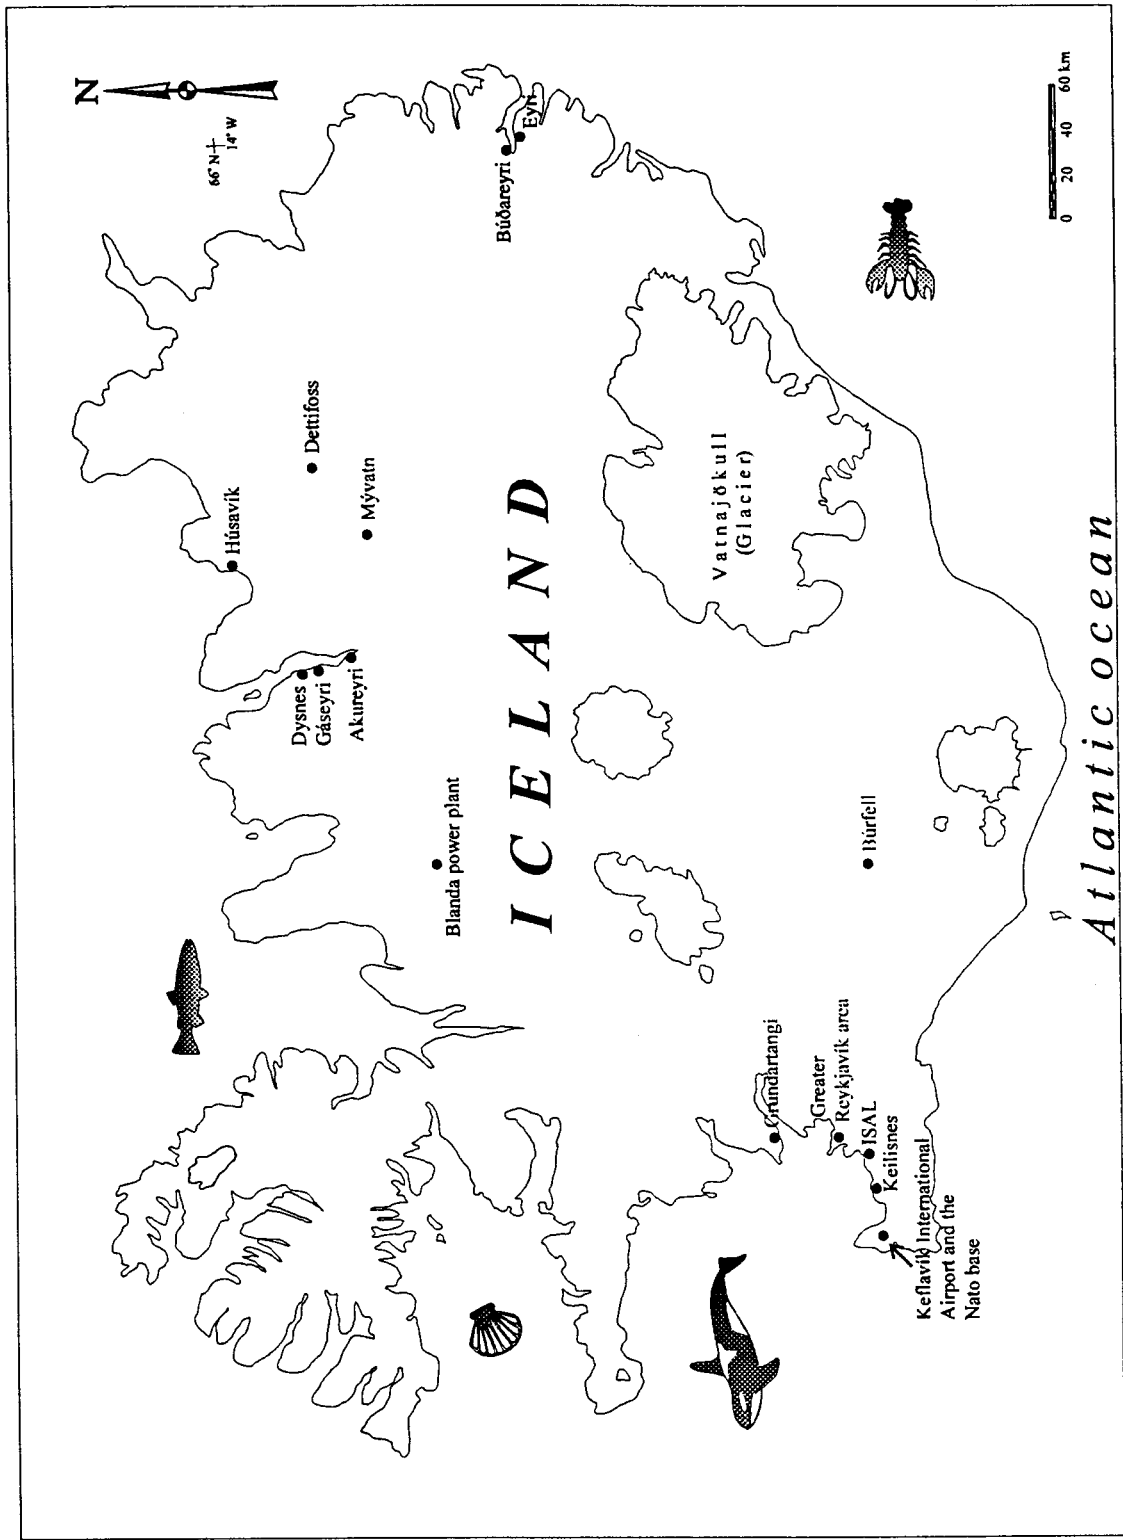 N
66° N
14° W
Húsavík
Dettifoss
Mývatn
Dysnes
Gáseyri
Akureyri
Búðareyri
Eyri
Blanda power plant
ICELAND
Vatnajökull
(Glacier)
Búrfell
Grundartangi
Greater
Reykjavík area
ISAL
Keilisnes
Keflavík International
Airport and the
Nato base
Atlantic ocean
0 20 40 60 km